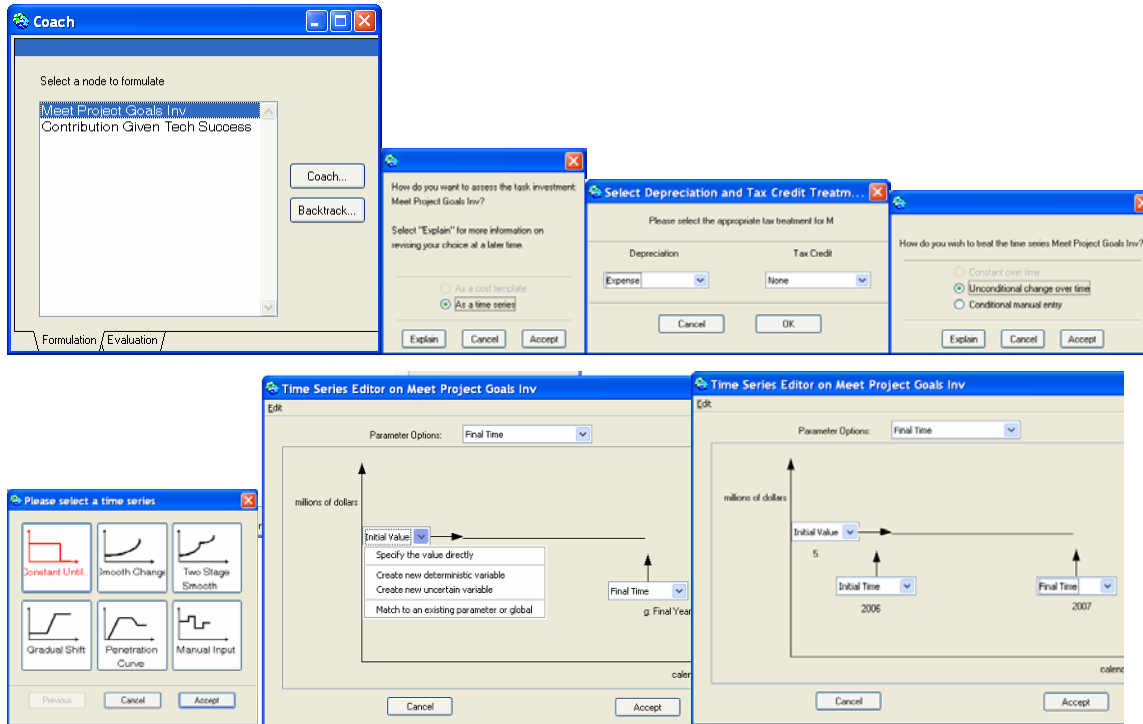 Coach
Select a node to formulate
Meet Project Goals Inv
Contribution Given Tech Success
Coach...
Backtrack...
Formulation
Evaluation
How do you want to assess the task investment:
Meet Project Goals Inv?
Select "Explain" for more information on
revising your choice at a later time.
As a cost template
As a time series
Explain
Cancel
Accept
Select Depreciation and Tax Credit Treatm...
Please select the appropriate tax treatment for M
Depreciation
Tax Credit
Expense
None
Cancel
OK
How do you wish to treat the time series Meet Project Goals Inv?
Constant over time
Unconditional change over time
Conditional manual entry
Explain
Cancel
Accept
Please select a time series
Constant Until..
Smooth Change
Two Stage
Smooth
Gradual Shift
Penetration
Curve
Manual Input
Previous
Cancel
Accept
Time Series Editor on Meet Project Goals Inv
Edit
Parameter Options:
Final Time
millions of dollars
Initial Value
Specify the value directly
Create new deterministic variable
Create new uncertain variable
Match to an existing parameter or global
Final Time
g: Final Year
calen
Cancel
Accept
Time Series Editor on Meet Project Goals Inv
Edit
Parameter Options:
Final Time
millions of dollars
Initial Value
5
Initial Time
2006
Final Time
2007
calenc
Cancel
Accept